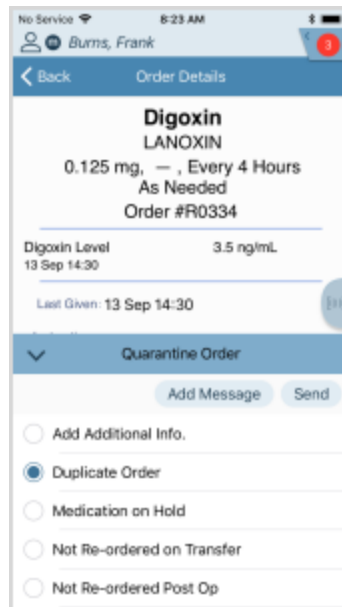 No Service 8:23 AM
Burns, Frank
3
Back Order Details
Digoxin
LANOXIN
0.125 mg, — , Every 4 Hours
As Needed
Order #R0334
Digoxin Level 3.5 ng/mL
13 Sep 14:30
Last Given: 13 Sep 14:30
Quarantine Order
Add Message Send
Add Additional Info.
Duplicate Order
Medication on Hold
Not Re-ordered on Transfer
Not Re-ordered Post Op